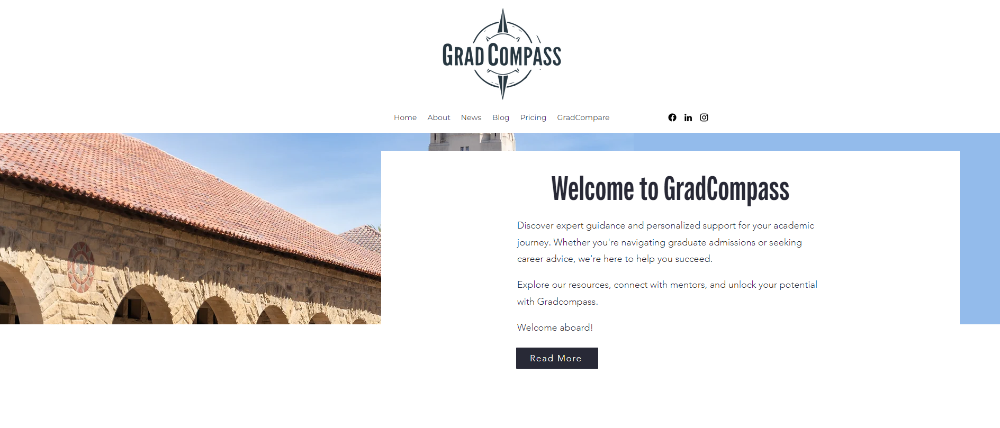 GRAD COMPASS
Home About News Blog Pricing GradCompare
Welcome to GradCompass
Discover expert guidance and personalized support for your academic
journey. Whether you're navigating graduate admissions or seeking
career advice, we're here to help you succeed.
Explore our resources, connect with mentors, and unlock your potential
with Gradcompass.
Welcome aboard!
Read More